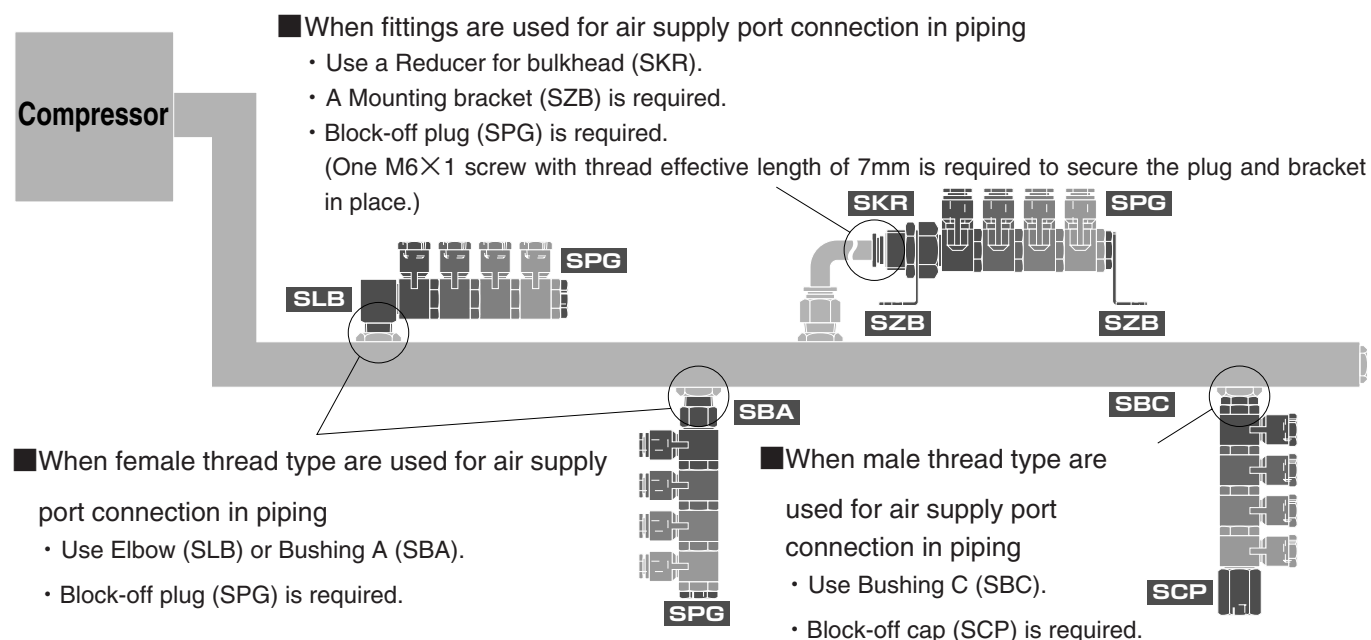 ■When fittings are used for air supply port connection in piping
・Use a Reducer for bulkhead (SKR).
・A Mounting bracket (SZB) is required.
・Block-off plug (SPG) is required.
(One M6×1 screw with thread effective length of 7mm is required to secure the plug and bracket
in place.)
Compressor
SKR
SPG
SPG
SLB
SZB
SZB
SBA
SBC
■When female thread type are used for air supply
port connection in piping
・Use Elbow (SLB) or Bushing A (SBA).
・Block-off plug (SPG) is required.
SPG
■When male thread type are
used for air supply port
connection in piping
・Use Bushing C (SBC).
・Block-off cap (SCP) is required.
SCP